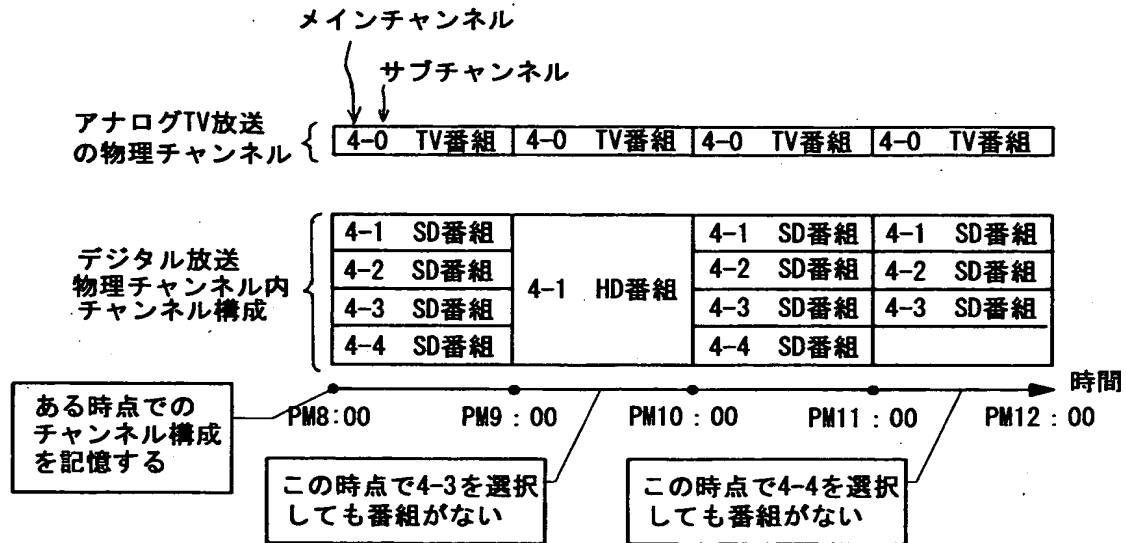 メインチャンネル
サブチャンネル
アナログTV放送
の物理チャンネル
4-0 TV番組 4-0 TV番組 4-0 TV番組 4-0 TV番組
デジタル放送
物理チャンネル内
チャンネル構成
4-1 SD番組 4-1 SD番組 4-1 SD番組
4-2 SD番組 4-2 SD番組 4-2 SD番組
4-1 HD番組
4-3 SD番組 4-3 SD番組 4-3 SD番組
4-4 SD番組 4-4 SD番組
時間
PM8:00 PM9:00 PM10:00 PM11:00 PM12:00
ある時点での
チャンネル構成
を記憶する
この時点で4-3を選択
しても番組がない
この時点で4-4を選択
しても番組がない